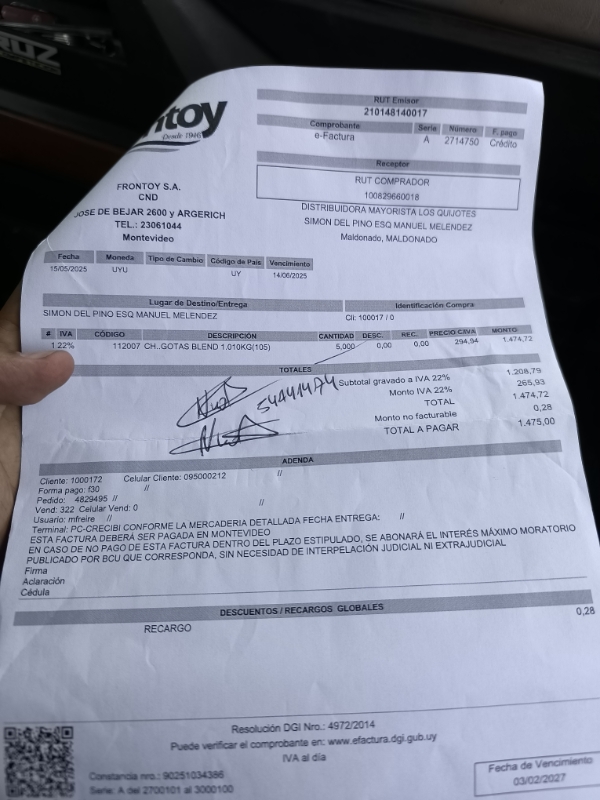 RUZ
ntoy
Desde 1946
FRONTOY S.A.
CND
JOSE DE BEJAR 2600 y ARGERICH
TEL.: 23061044
Montevideo
RUT Emisor
210148140017
Comprobante Serie Número F. pago
e-Factura A 2714750 Crédito
Receptor
RUT COMPRADOR
100829660018
DISTRIBUIDORA MAYORISTA LOS QUIJOTES
SIMON DEL PINO ESQ MANUEL MELENDEZ
Maldonado, MALDONADO
Fecha Moneda Tipo de Cambio Código de País Vencimiento
15/05/2025 UYU UY 14/06/2025
Lugar de Destino/Entrega Identificación Compra
SIMON DEL PINO ESQ MANUEL MELENDEZ Cli: 100017 / 0
# IVA CÓDIGO DESCRIPCIÓN CANTIDAD DESC. REC. PRECIO C/IVA MONTO
1 22% 112007 CH..GOTAS BLEND 1.010KG(105) 5,000 0,00 0,00 294,94 1.474,72
TOTALES
Subtotal gravado a IVA 22% 1.208,79
Monto IVA 22% 265,93
TOTAL 1.474,72
Monto no facturable 0,28
TOTAL A PAGAR 1.475,00
54141474
ADENDA
Cliente: 1000172 Celular Cliente: 095000212 //
Forma pago: f30 //
Pedido: 4829495 //
Vend: 322 Celular Vend: 0 //
Usuario: mfreire //
Terminal: PC-CRECIBI CONFORME LA MERCADERIA DETALLADA FECHA ENTREGA: //
ESTA FACTURA DEBERÁ SER PAGADA EN MONTEVIDEO
EN CASO DE NO PAGO DE ESTA FACTURA DENTRO DEL PLAZO ESTIPULADO, SE ABONARÁ EL INTERÉS MÁXIMO MORATORIO
PUBLICADO POR BCU QUE CORRESPONDA, SIN NECESIDAD DE INTERPELACIÓN JUDICIAL NI EXTRAJUDICIAL
Firma
Aclaración
Cédula
DESCUENTOS / RECARGOS GLOBALES
RECARGO 0,28
Resolución DGI Nro.: 4972/2014
Puede verificar el comprobante en: www.efactura.dgi.gub.uy
IVA al día
Constancia nro.: 90251034386
Serie: A del 2700101 al 3000100
Fecha de Vencimiento
03/02/2027